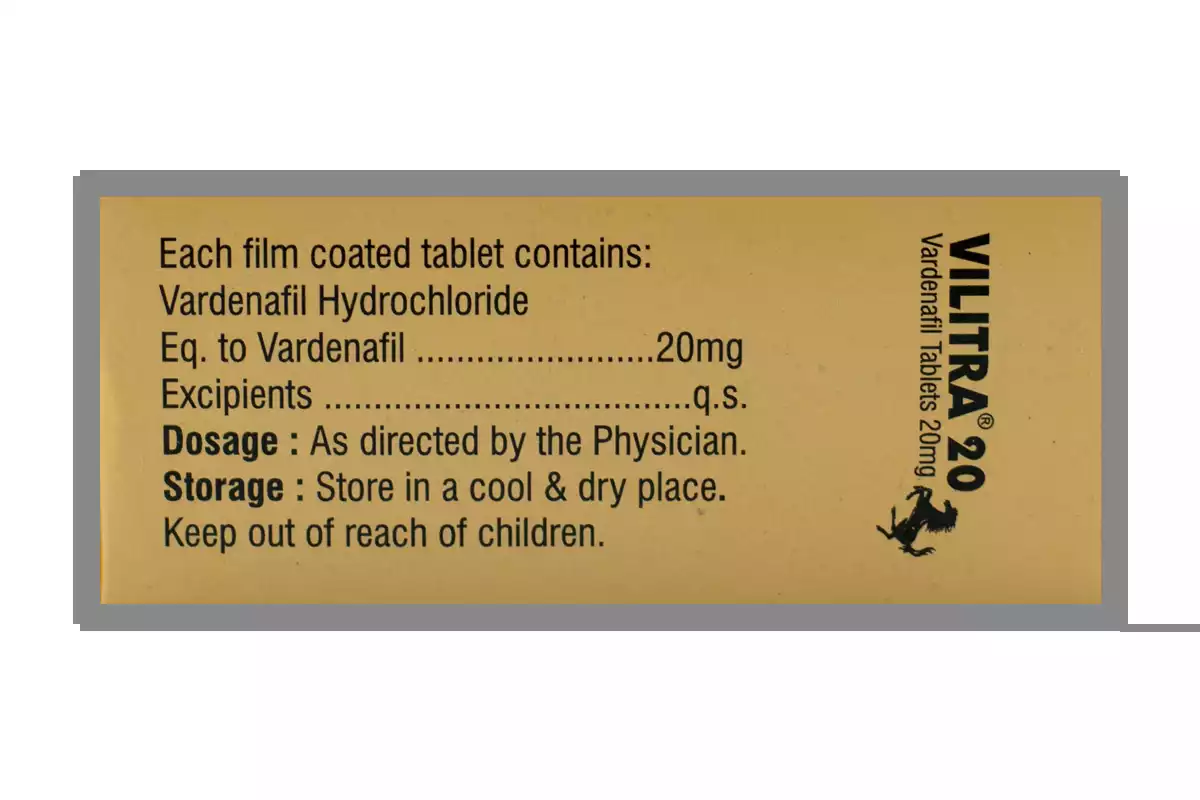 Each film coated tablet contains:
Vardenafil Hydrochloride
Eq. to Vardenafil ........................20mg
Excipients .....................................q.s.
Dosage : As directed by the Physician.
Storage : Store in a cool & dry place.
Keep out of reach of children.
VILITRA® 20
Vardenafil Tablets 20mg